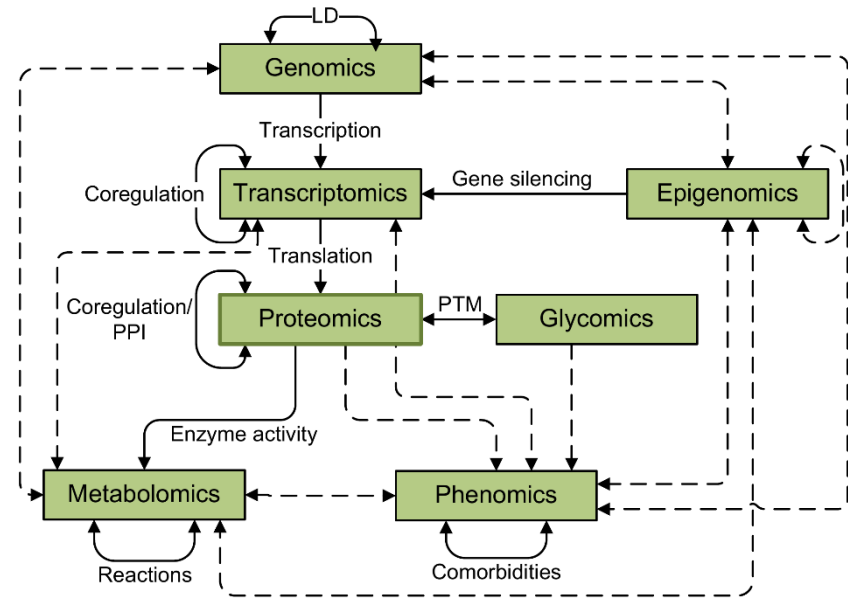 LD
Genomics
Transcription
Coregulation
Transcriptomics
Gene silencing
Epigenomics
Translation
Coregulation/
PPI
Proteomics
PTM
Glycomics
Enzyme activity
Metabolomics
Phenomics
Reactions
Comorbidities